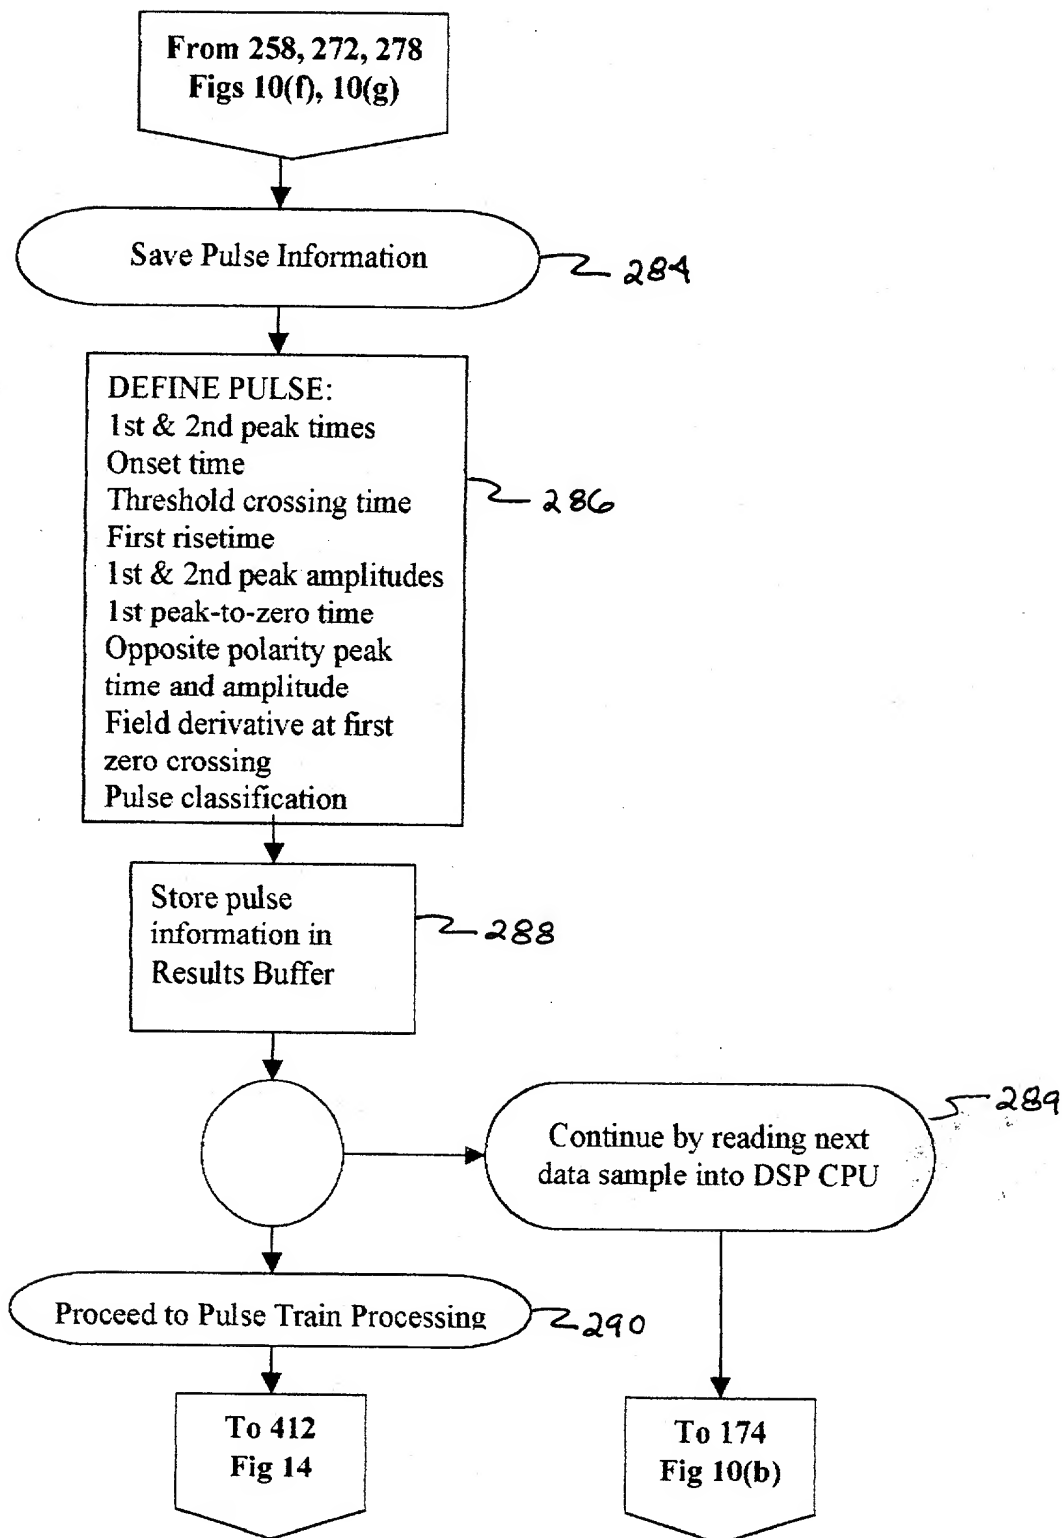 From 258, 272, 278
Figs 10(f), 10(g)
Save Pulse Information
284
DEFINE PULSE:
1st & 2nd peak times
Onset time
Threshold crossing time
First risetime
1st & 2nd peak amplitudes
1st peak-to-zero time
Opposite polarity peak
time and amplitude
Field derivative at first
zero crossing
Pulse classification
286
Store pulse
information in
Results Buffer
288
Continue by reading next
data sample into DSP CPU
289
Proceed to Pulse Train Processing
290
To 412
Fig 14
To 174
Fig 10(b)